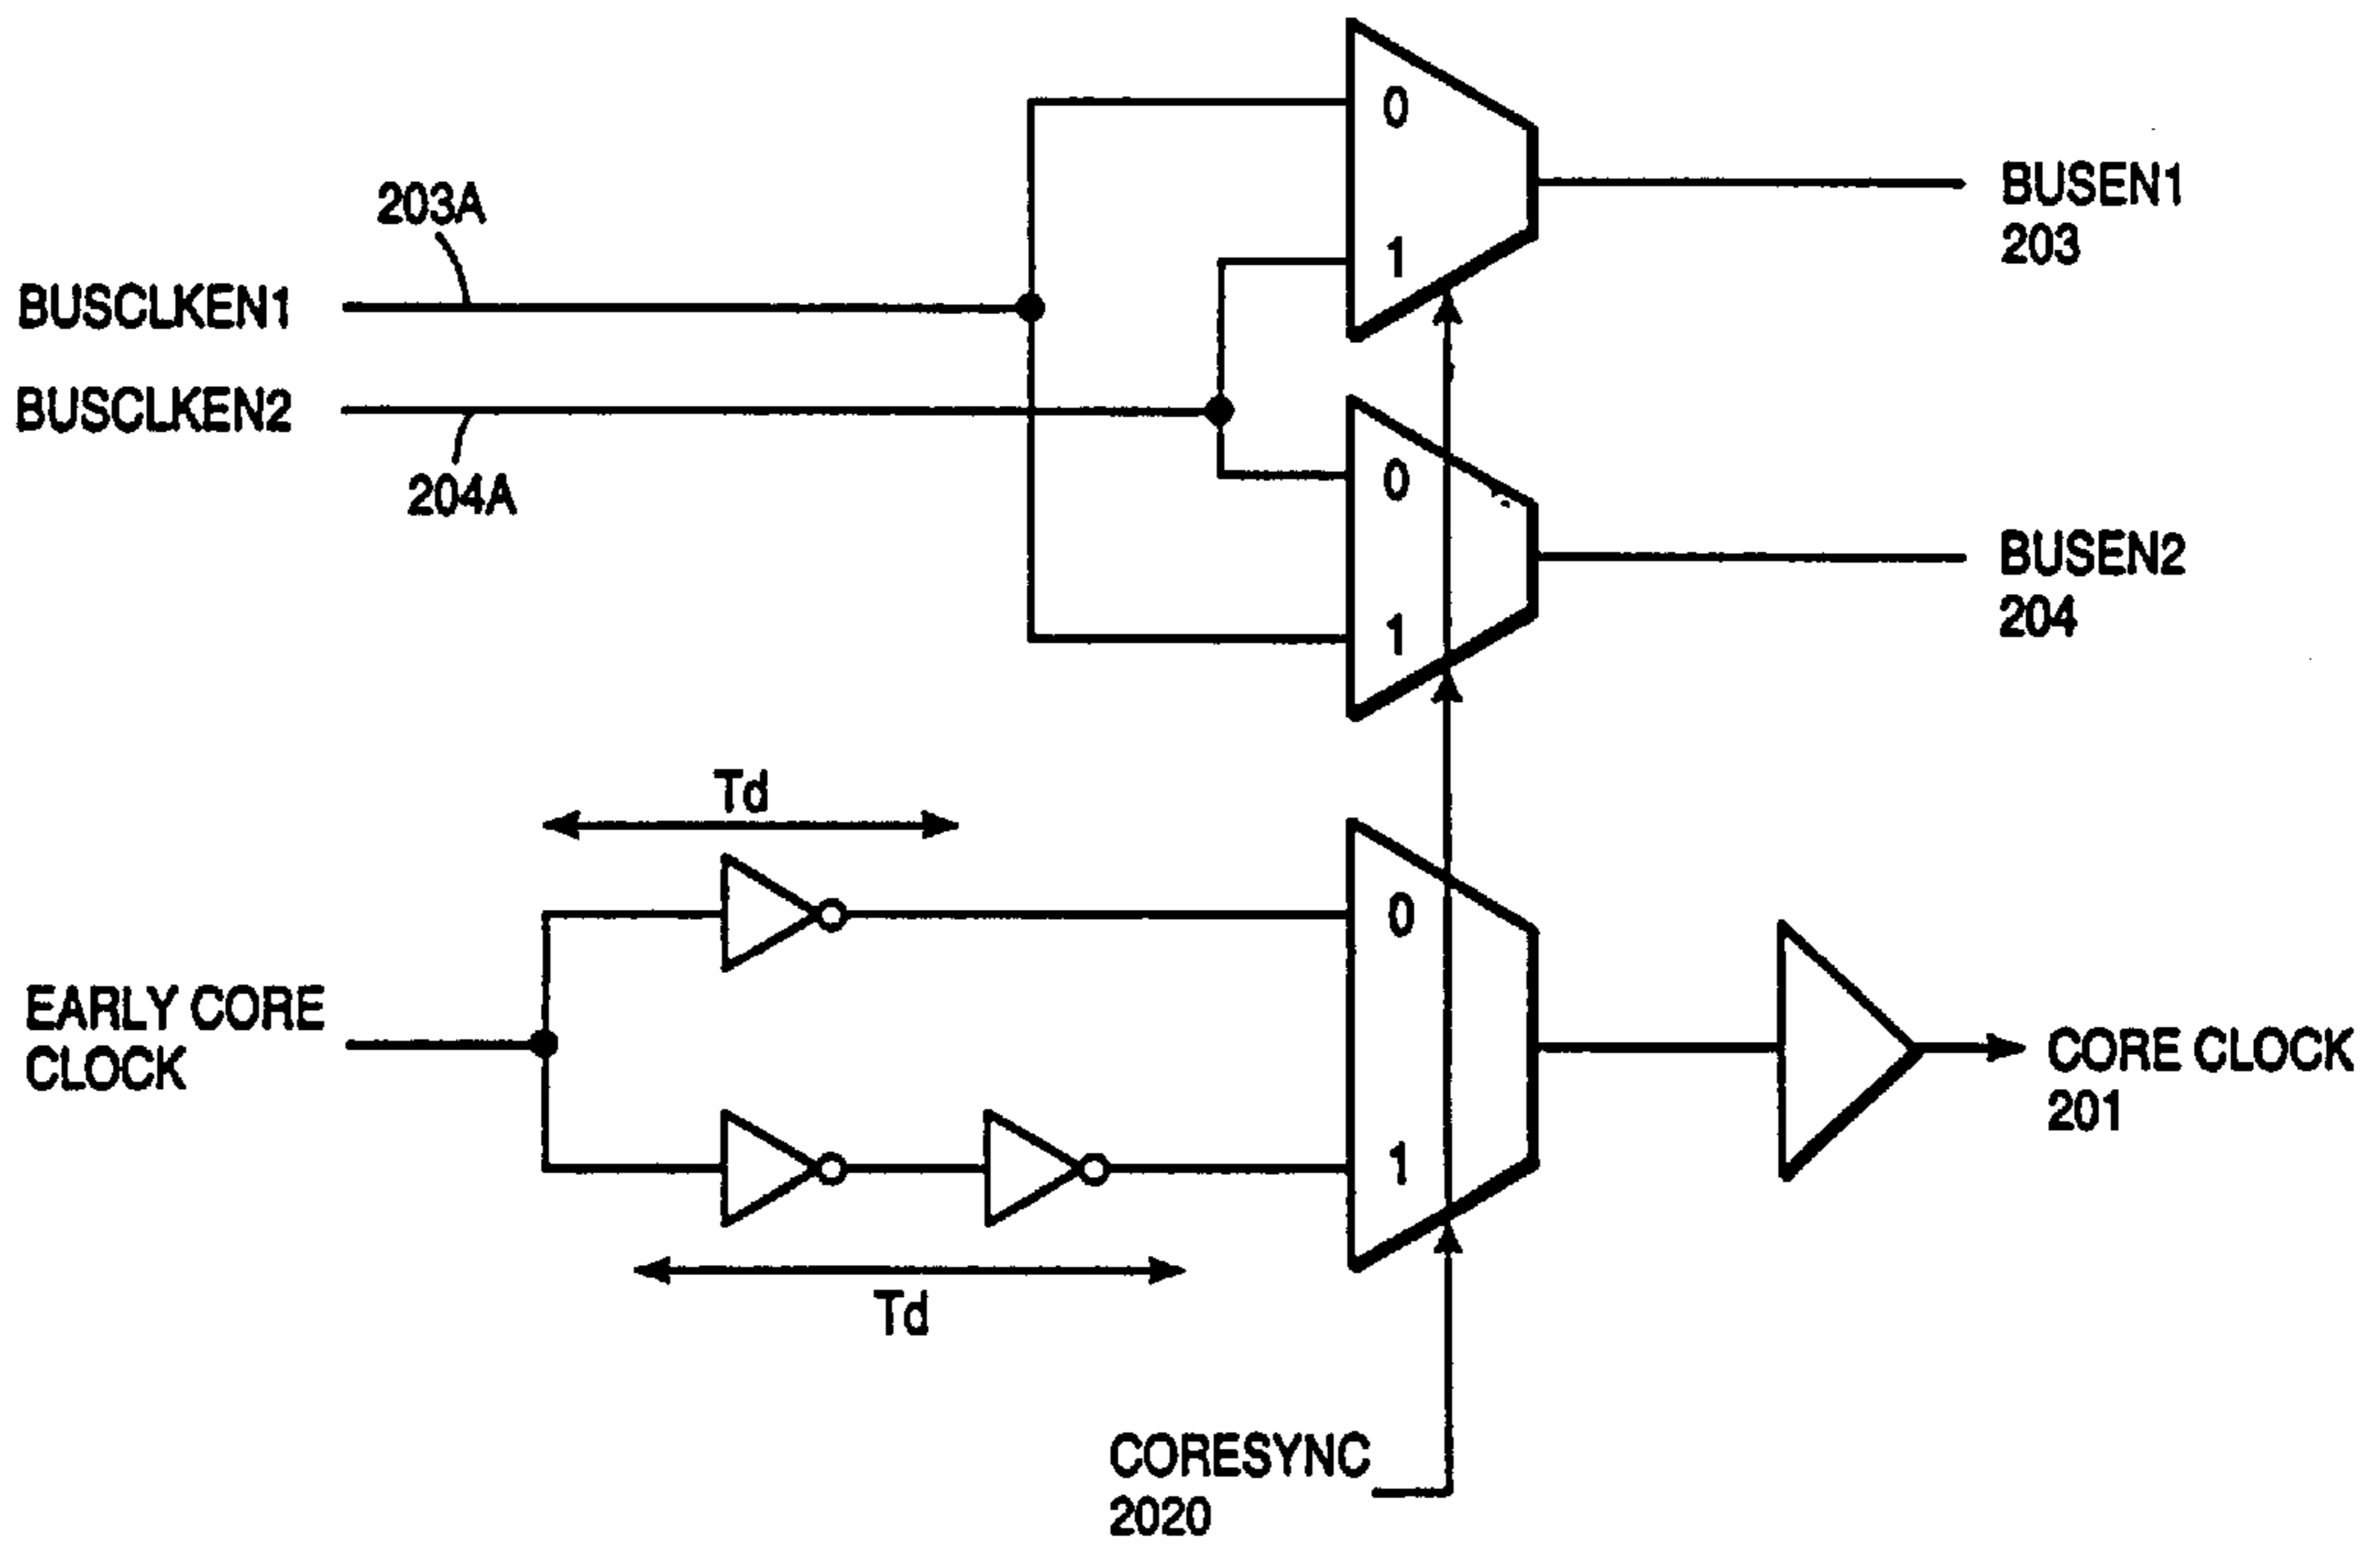 0
203A
BUSEN1
203
1
BUSCLKEN1
BUSCLKEN2
0
204A
BUSEN2
204
1
Td
0
EARLY CORE
CLOCK
CORE CLOCK
201
1
Td
CORESYNC
2020